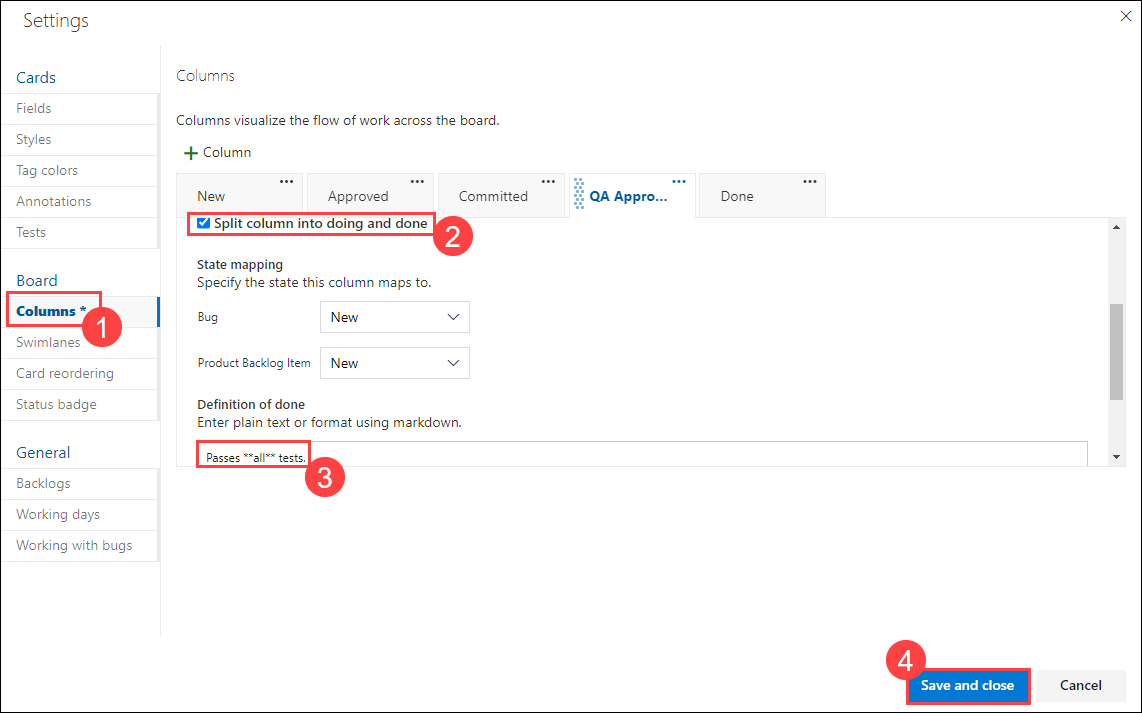 Settings
Cards
Fields
Styles
Tag colors
Annotations
Tests
Board
Columns *
1
Swimlanes
Card reordering
Status badge
General
Backlogs
Working days
Working with bugs
Columns
Columns visualize the flow of work across the board.
+ Column
New ... Approved ... Committed ... QA Appro... ... Done ...
Split column into doing and done
2
State mapping
Specify the state this column maps to.
Bug New
Product Backlog Item New
Definition of done
Enter plain text or format using markdown.
Passes **all** tests.
3
4
Save and close Cancel